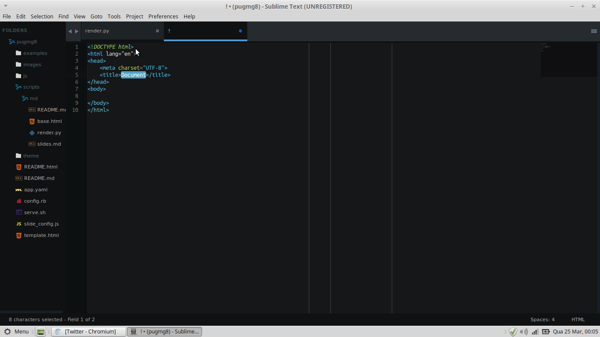 !• (pugmg8) - Sublime Text (UNREGISTERED)
File Edit Selection Find View Goto Tools Project Preferences Help
FOLDERS
pugmg8
examples
images
js
scripts
md
README.md
base.html
render.py
slides.md
theme
README.html
README.md
app.yaml
config.rb
serve.sh
slide_config.js
template.html
render.py ×
!
1 <!DOCTYPE html>
2 <html lang="en">
3 <head>
4 <meta charset="UTF-8">
5 <title>Document</title>
6 </head>
7 <body>
8
9 </body>
10 </html>
8 characters selected - Field 1 of 2
Spaces: 4
HTML
Menu
[Twitter - Chromium]
!• (pugmg8) - Sublime...
Qua 25 Mar, 00:05